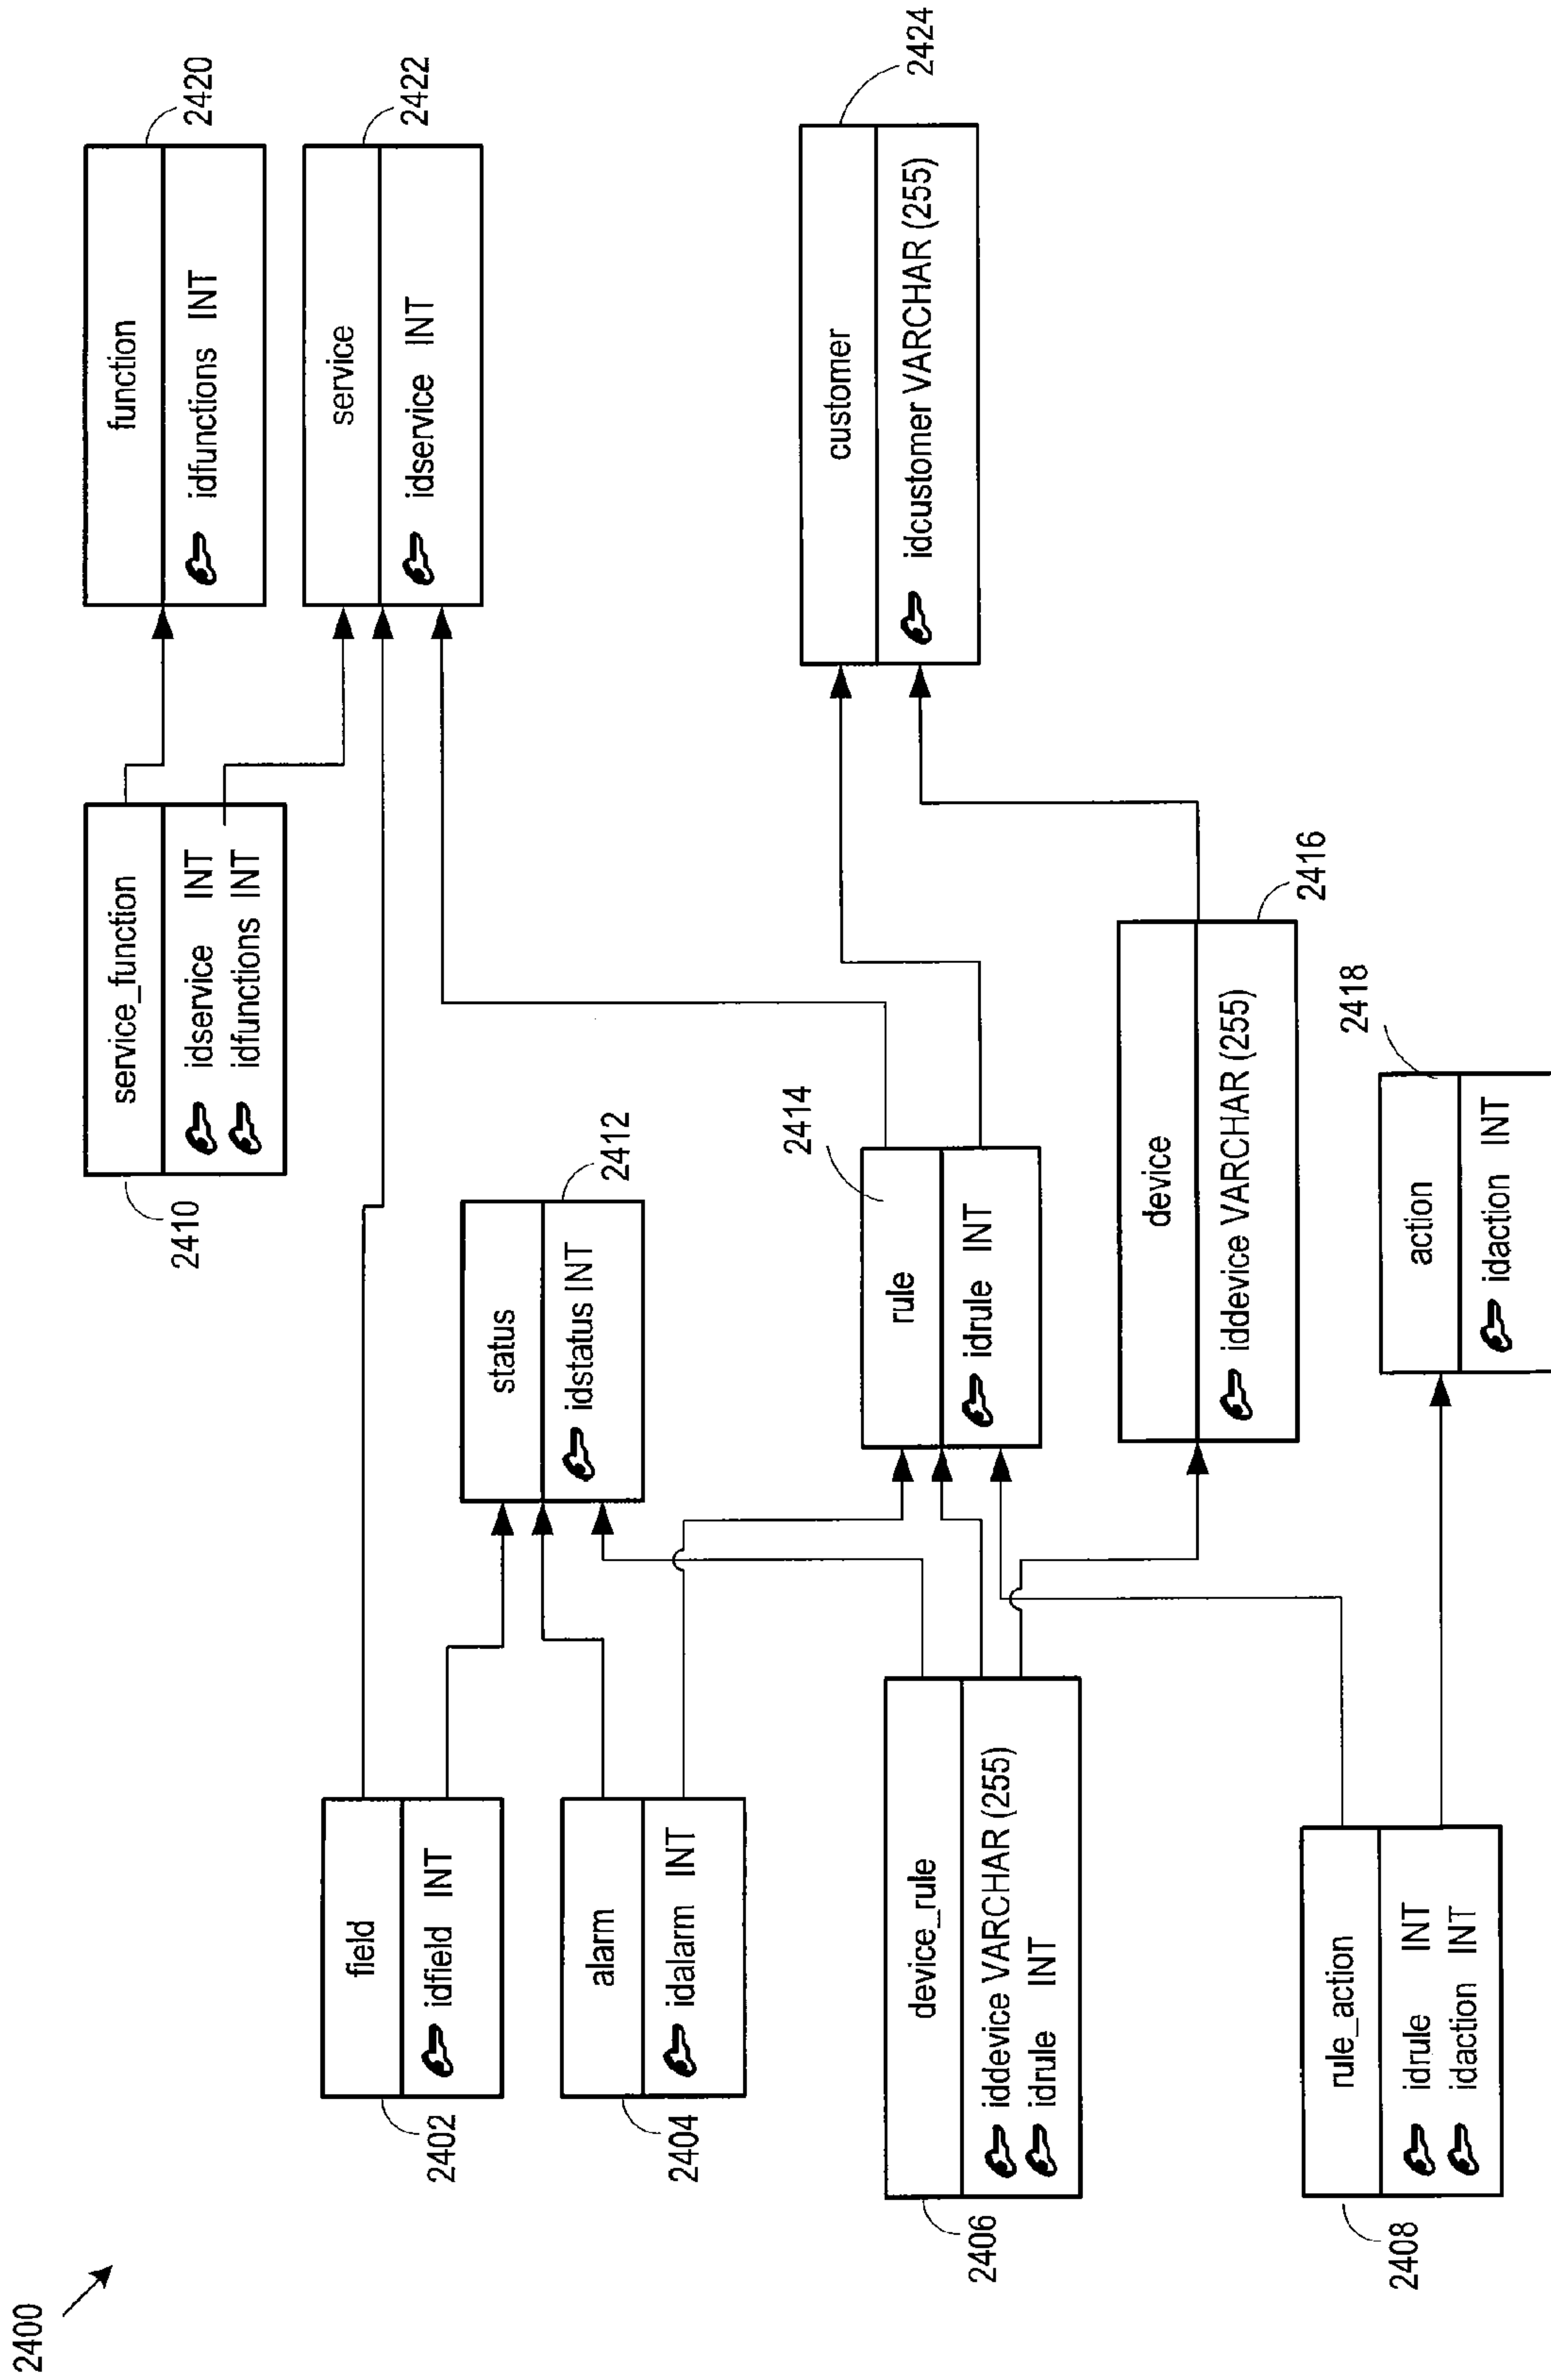 2400
function
idfunctions INT
2420
service
idservice INT
2422
service_function
idservice INT
idfunctions INT
2410
customer
idcustomer VARCHAR (255)
2424
status
idstatus INT
2412
rule
idrule INT
2414
device
iddevice VARCHAR (255)
2416
action
idaction INT
2418
field
idfield INT
2402
alarm
idalarm INT
2404
device_rule
iddevice VARCHAR (255)
idrule INT
2406
rule_action
idrule INT
idaction INT
2408